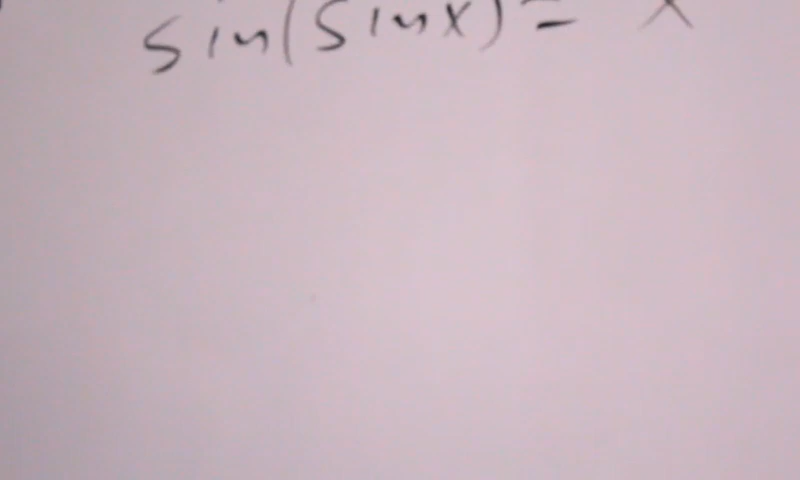 sin(sinx) = x